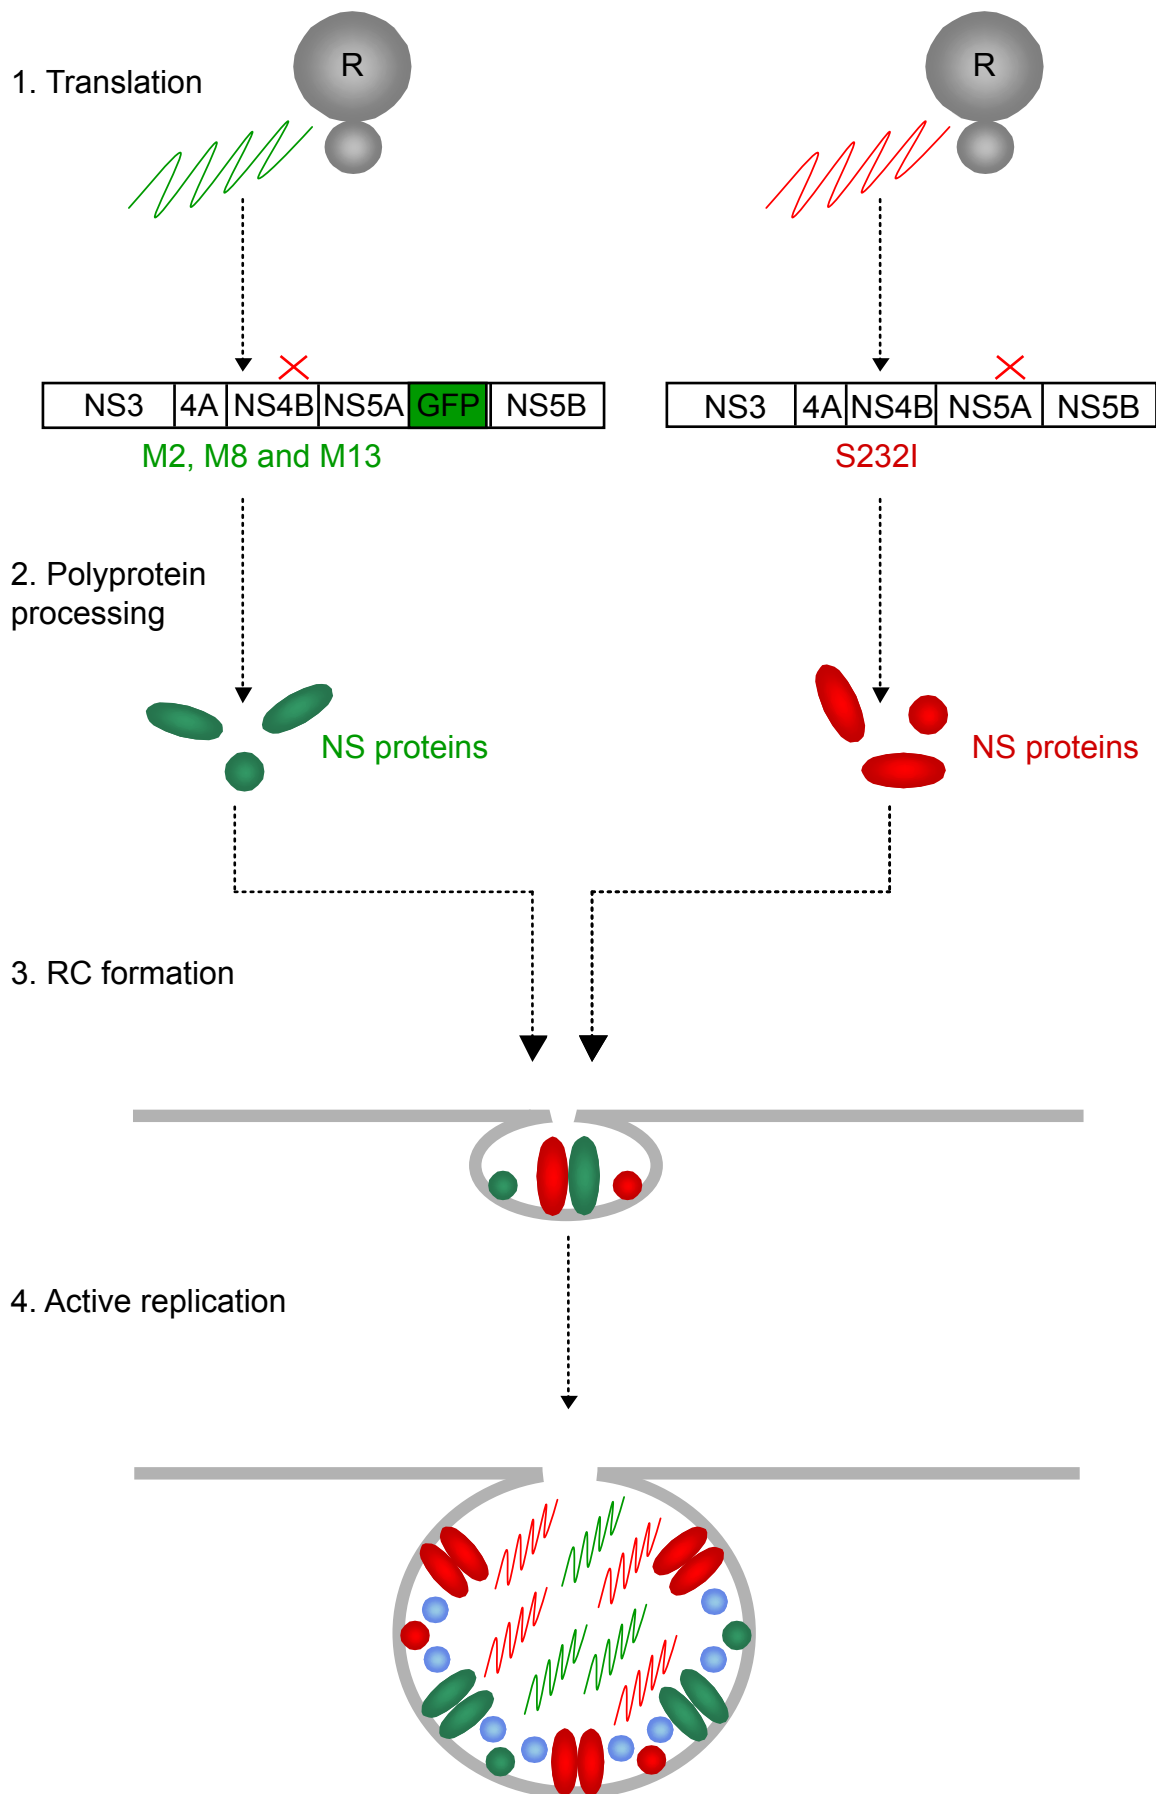 R
R
1. Translation
NS3 4A NS4B NS5A GFP NS5B
NS3 4A NS4B NS5A NS5B
M2, M8 and M13
S232I
2. Polyprotein
processing
NS proteins
NS proteins
3. RC formation
4. Active replication